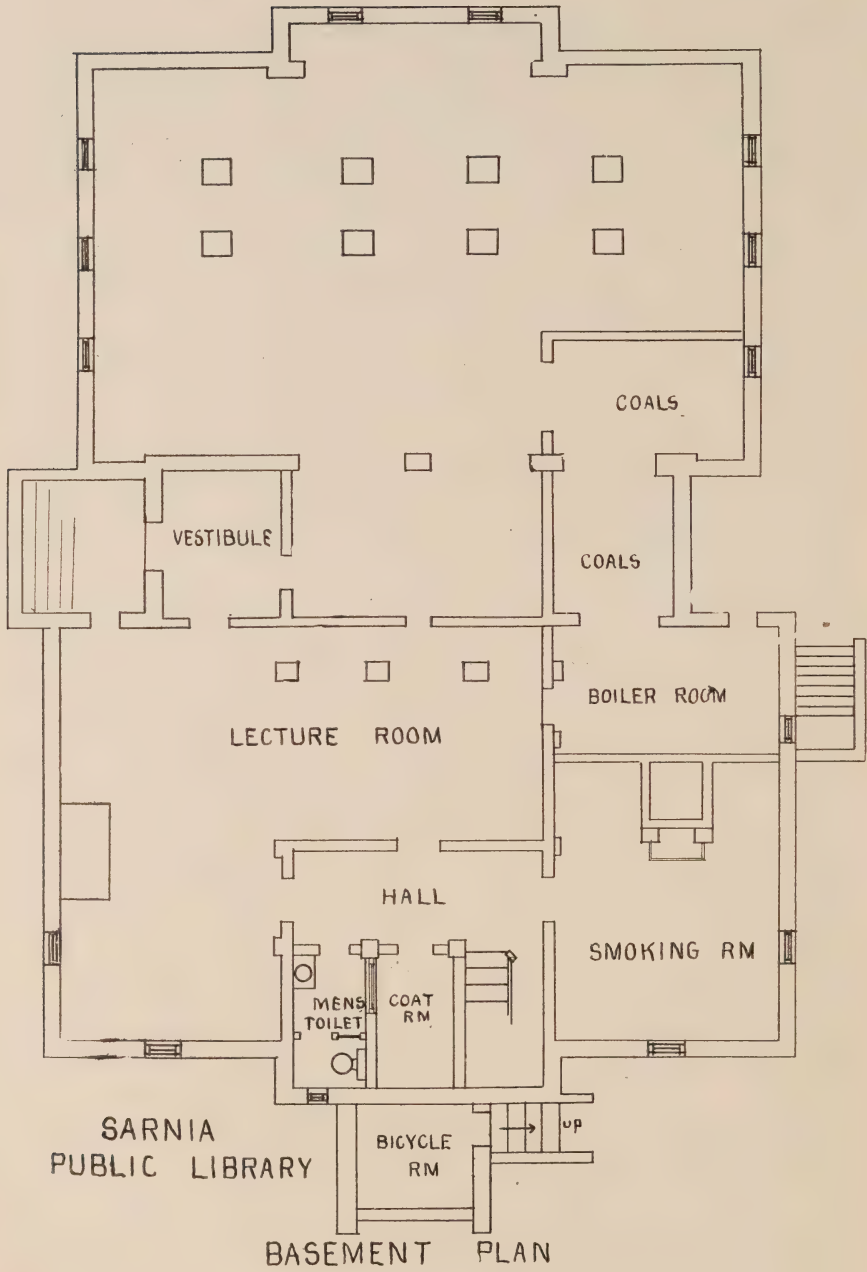 COALS
VESTIBULE
COALS
BOILER ROOM
LECTURE ROOM
HALL
SMOKING RM
MENS
TOILET
COAT
RM
SARNIA
PUBLIC LIBRARY
BICYCLE
RM
UP
BASEMENT PLAN